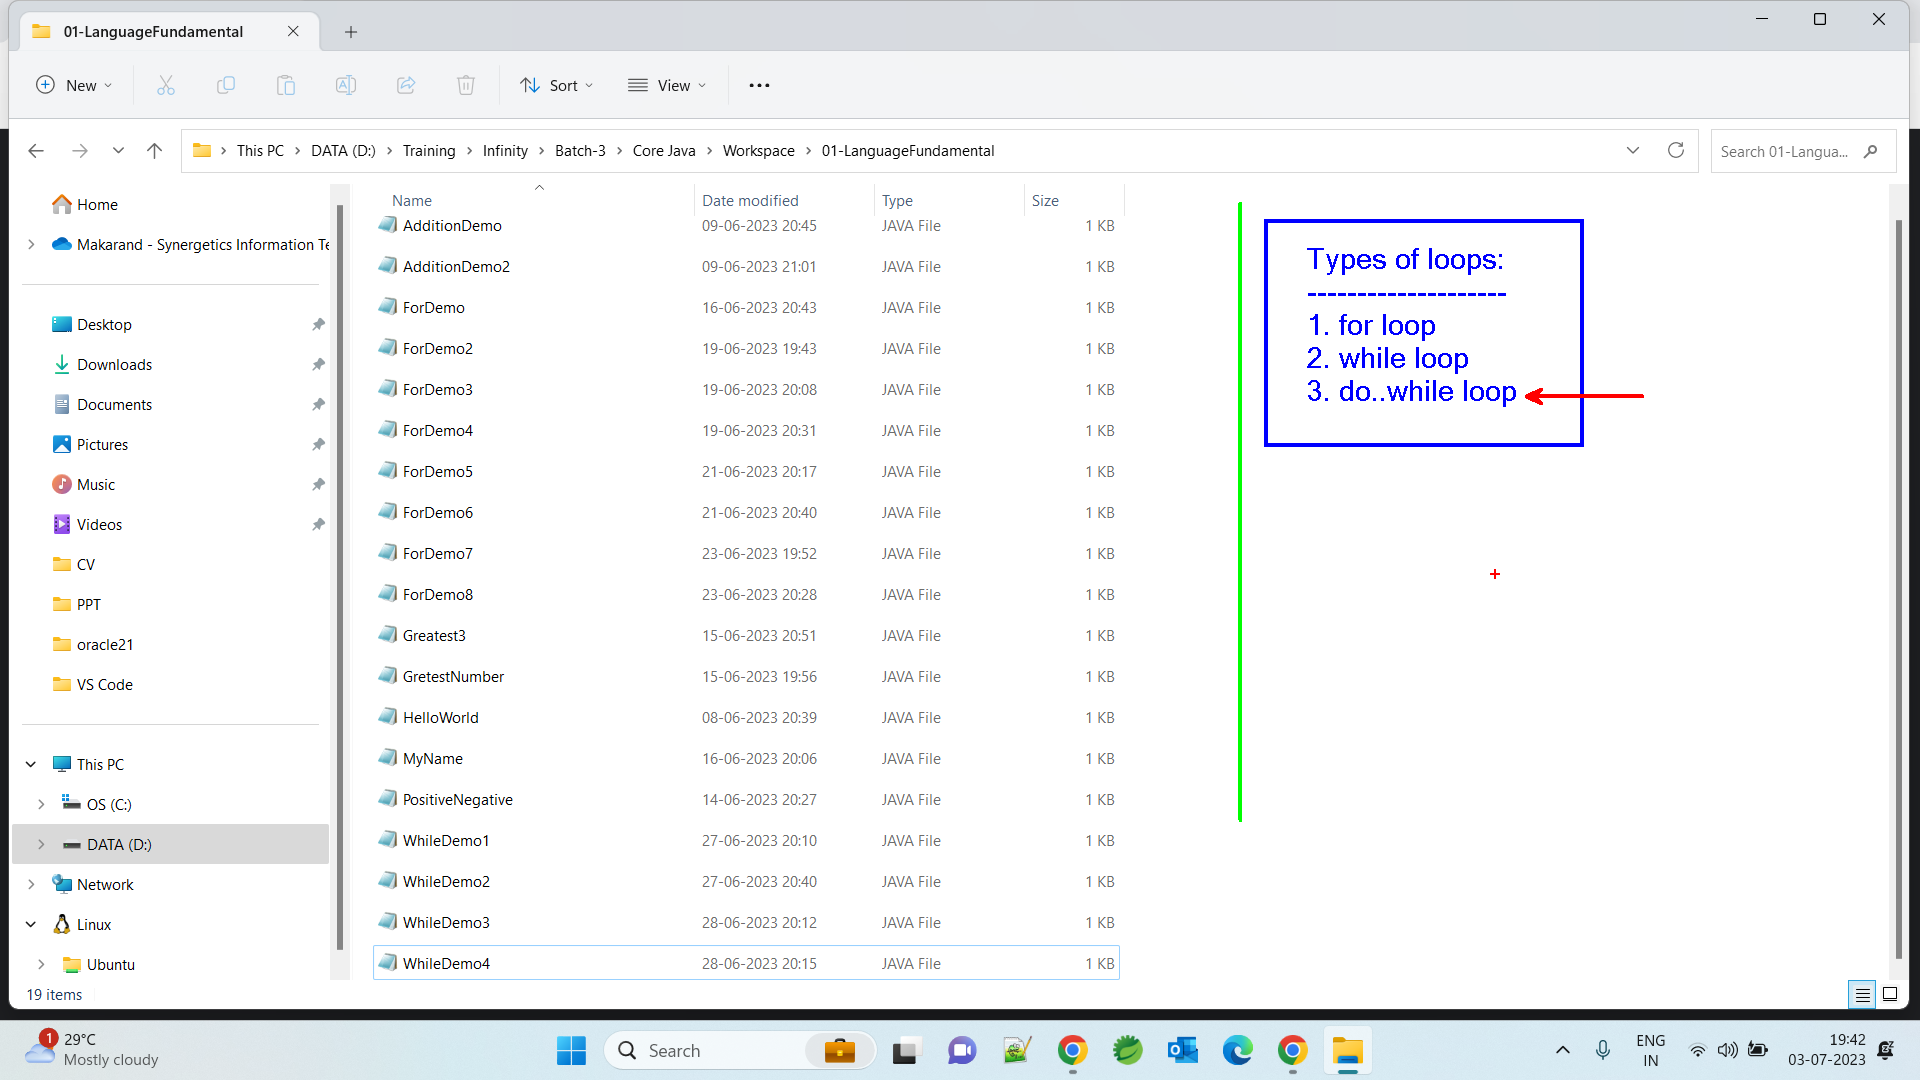 01-LanguageFundamental
New
Sort
View
This PC > DATA (D:) > Training > Infinity > Batch-3 > Core Java > Workspace > 01-LanguageFundamental
Search 01-Langua...
Home
Makarand - Synergetics Information Te
Desktop
Downloads
Documents
Pictures
Music
Videos
CV
PPT
oracle21
VS Code
This PC
OS (C:)
DATA (D:)
Network
Linux
Ubuntu
19 items
Name Date modified Type Size
AdditionDemo 09-06-2023 20:45 JAVA File 1 KB
AdditionDemo2 09-06-2023 21:01 JAVA File 1 KB
ForDemo 16-06-2023 20:43 JAVA File 1 KB
ForDemo2 19-06-2023 19:43 JAVA File 1 KB
ForDemo3 19-06-2023 20:08 JAVA File 1 KB
ForDemo4 19-06-2023 20:31 JAVA File 1 KB
ForDemo5 21-06-2023 20:17 JAVA File 1 KB
ForDemo6 21-06-2023 20:40 JAVA File 1 KB
ForDemo7 23-06-2023 19:52 JAVA File 1 KB
ForDemo8 23-06-2023 20:28 JAVA File 1 KB
Greatest3 15-06-2023 20:51 JAVA File 1 KB
GretestNumber 15-06-2023 19:56 JAVA File 1 KB
HelloWorld 08-06-2023 20:39 JAVA File 1 KB
MyName 16-06-2023 20:06 JAVA File 1 KB
PositiveNegative 14-06-2023 20:27 JAVA File 1 KB
WhileDemo1 27-06-2023 20:10 JAVA File 1 KB
WhileDemo2 27-06-2023 20:40 JAVA File 1 KB
WhileDemo3 28-06-2023 20:12 JAVA File 1 KB
WhileDemo4 28-06-2023 20:15 JAVA File 1 KB
Types of loops:
--------------------
1. for loop
2. while loop
3. do..while loop
1
29°C
Mostly cloudy
Search
ENG
IN
19:42
03-07-2023